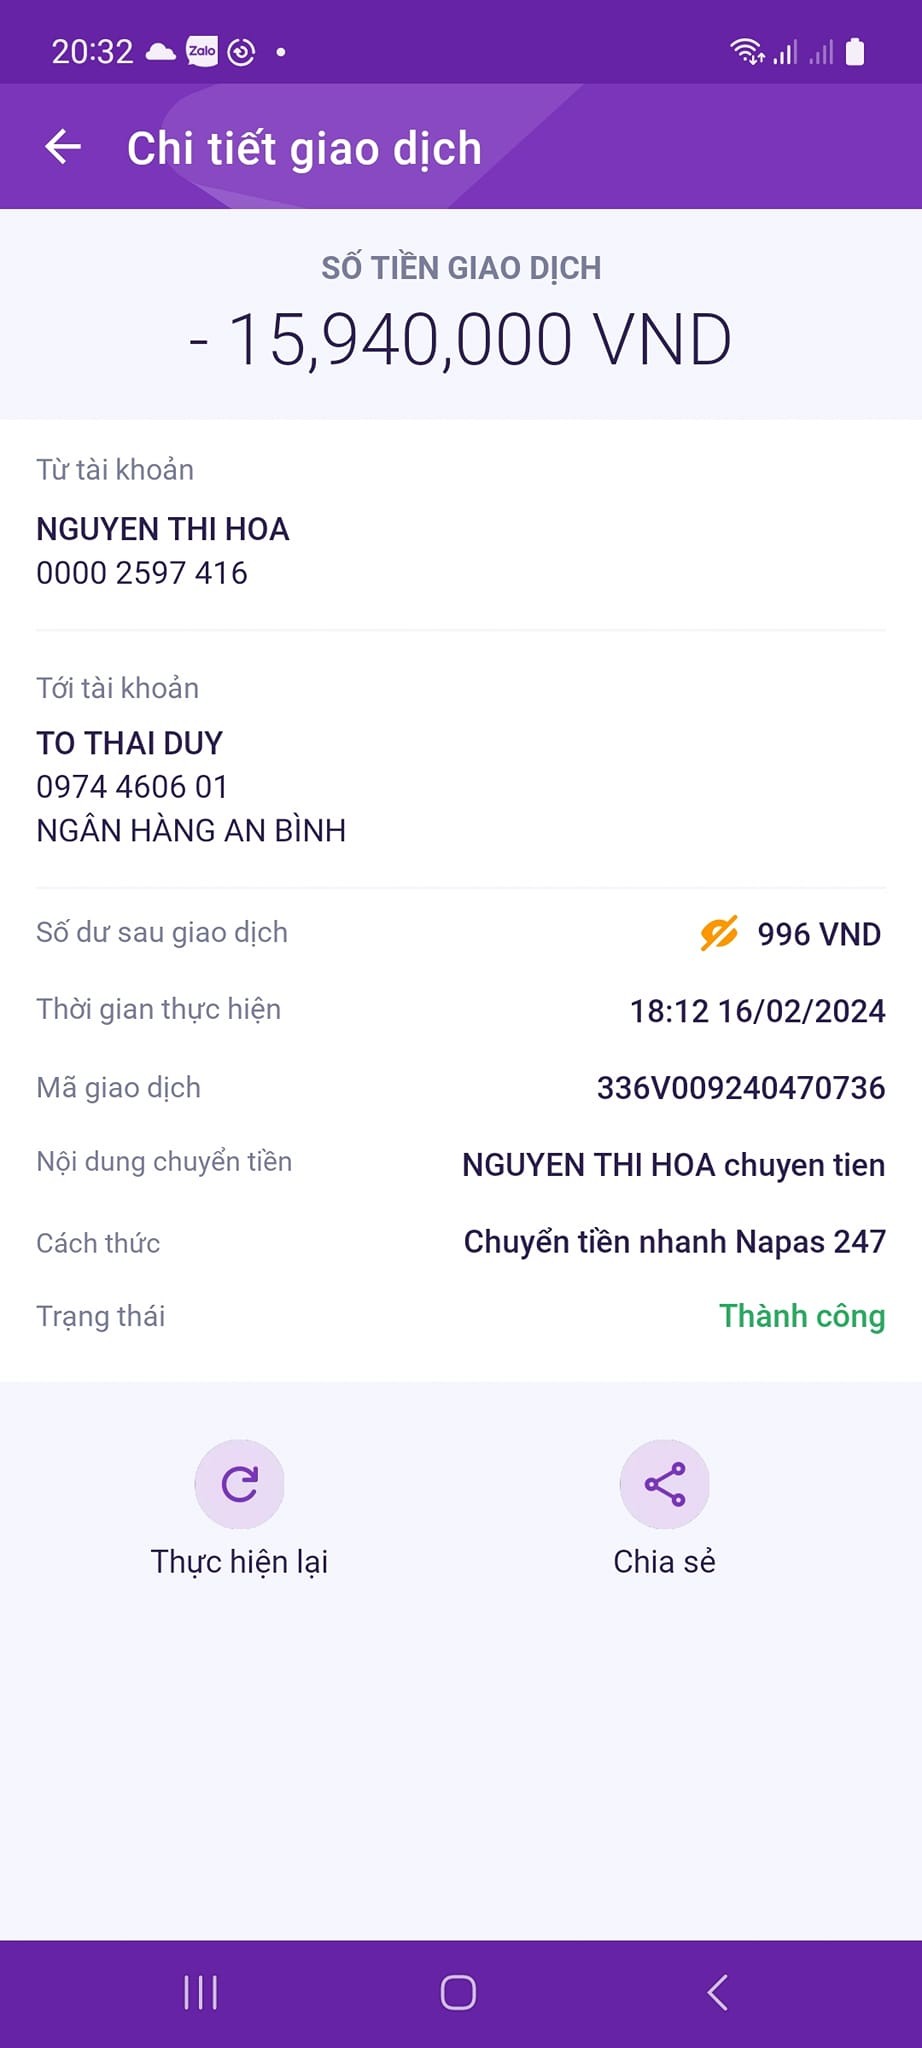 20:32 Zalo
Chi tiết giao dịch
SỐ TIỀN GIAO DỊCH
- 15,940,000 VND
Từ tài khoản
NGUYEN THI HOA
0000 2597 416
Tới tài khoản
TO THAI DUY
0974 4606 01
NGÂN HÀNG AN BÌNH
Số dư sau giao dịch 996 VND
Thời gian thực hiện 18:12 16/02/2024
Mã giao dịch 336V009240470736
Nội dung chuyển tiền NGUYEN THI HOA chuyen tien
Cách thức Chuyển tiền nhanh Napas 247
Trạng thái Thành công
Thực hiện lại Chia sẻ